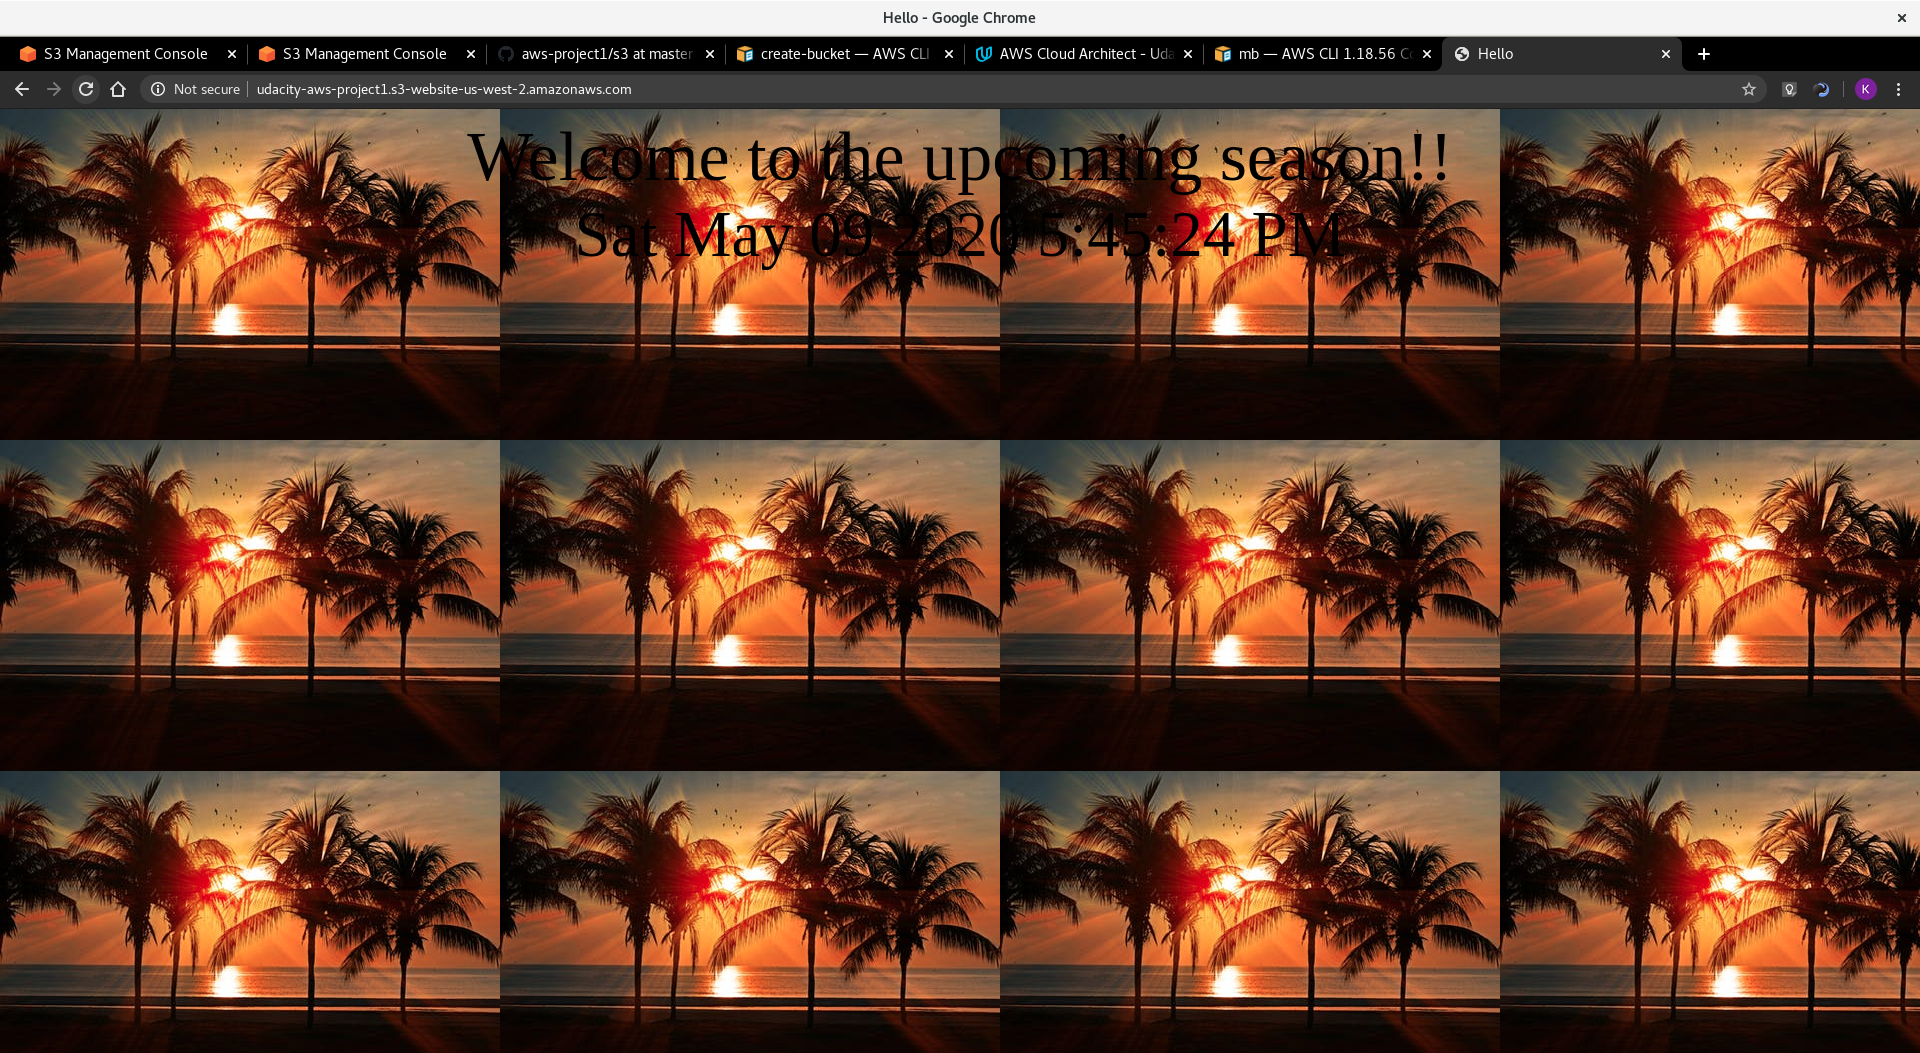 Hello - Google Chrome
S3 Management Console
S3 Management Console
aws-project1/s3 at master
create-bucket — AWS CLI
AWS Cloud Architect - Uda
mb — AWS CLI 1.18.56 Co
Hello
Not secure
udacity-aws-project1.s3-website-us-west-2.amazonaws.com
K
Welcome to the upcoming season!!
Sat May 09 2020 5:45:24 PM